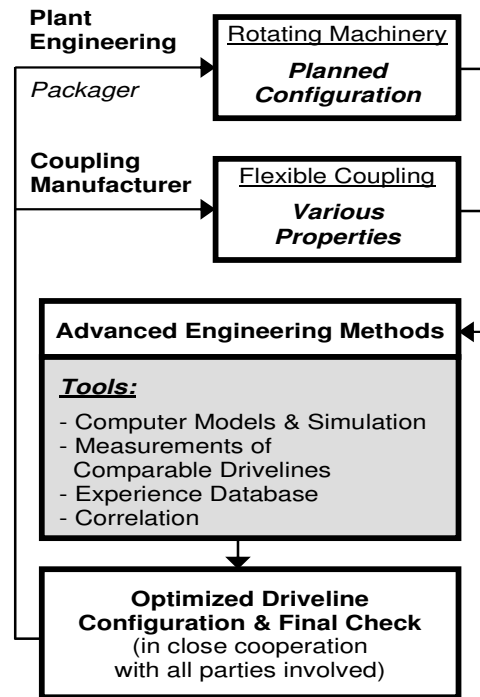 Plant
Engineering
Packager
Rotating Machinery
Planned
Configuration
Coupling
Manufacturer
Flexible Coupling
Various
Properties
Advanced Engineering Methods
Tools:
- Computer Models & Simulation
- Measurements of
Comparable Drivelines
- Experience Database
- Correlation
Optimized Driveline
Configuration & Final Check
(in close cooperation
with all parties involved)